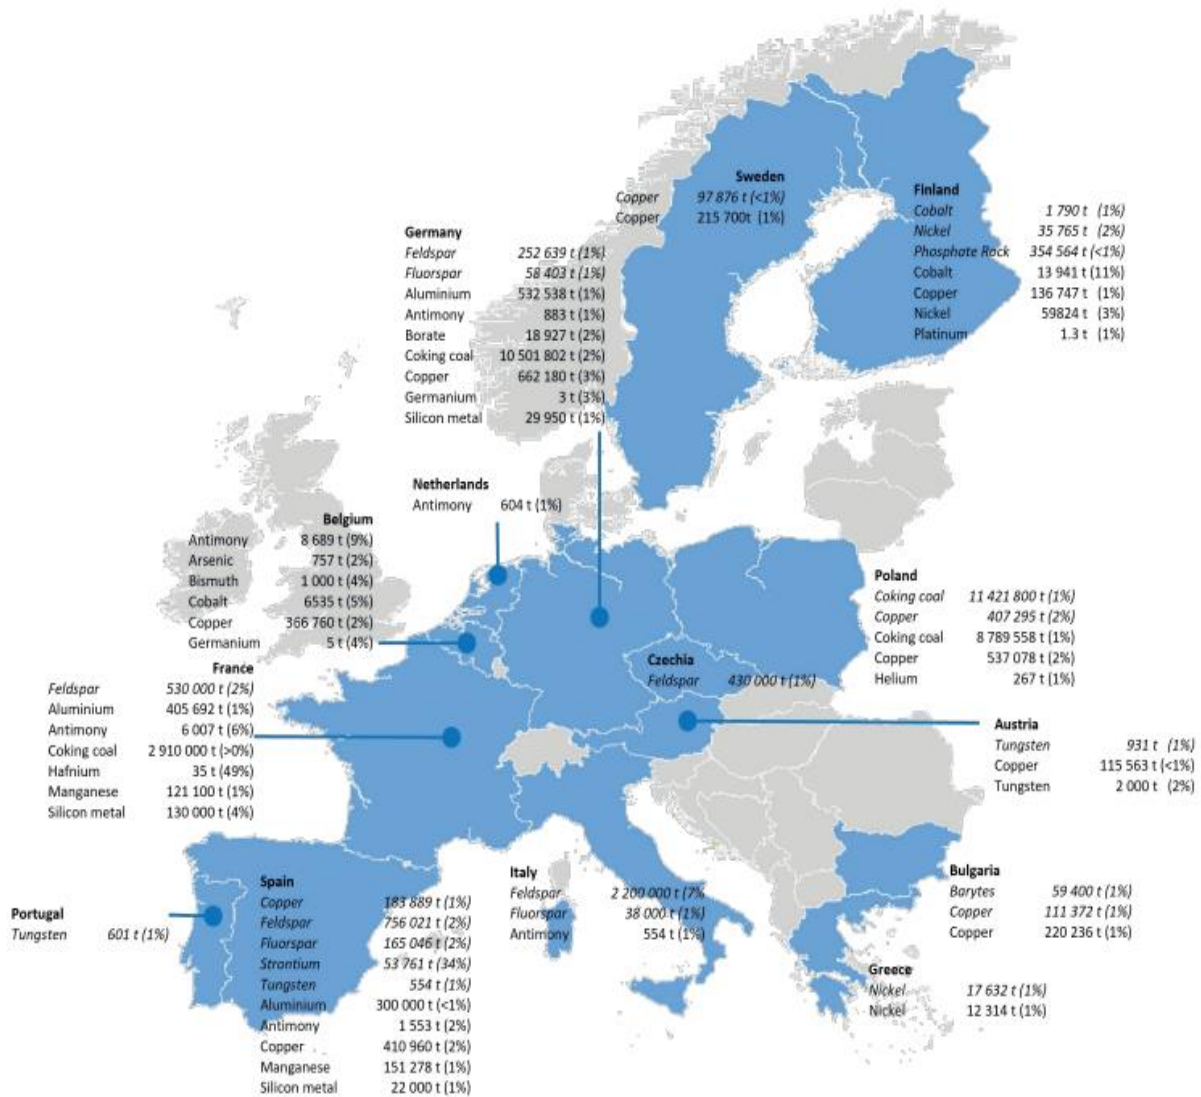 Sweden
Copper 97 876 t (<1%)
Copper 215 700t (1%)
Finland
Cobalt 1 790 t (1%)
Nickel 35 765 t (2%)
Phosphate Rock 354 564 t (<1%)
Cobalt 13 941 t (11%)
Copper 136 747 t (1%)
Nickel 59824 t (3%)
Platinum 1.3 t (1%)
Germany
Feldspar 252 639 t (1%)
Fluorspar 58 403 t (1%)
Aluminium 532 538 t (1%)
Antimony 883 t (1%)
Borate 18 927 t (2%)
Coking coal 10 501 802 t (2%)
Copper 662 180 t (3%)
Germanium 3 t (3%)
Silicon metal 29 950 t (1%)
Netherlands
Antimony 604 t (1%)
Belgium
Antimony 8 689 t (9%)
Arsenic 757 t (2%)
Bismuth 1 000 t (4%)
Cobalt 6535 t (5%)
Copper 366 760 t (2%)
Germanium 5 t (4%)
Poland
Coking coal 11 421 800 t (1%)
Copper 407 295 t (2%)
Coking coal 8 789 558 t (1%)
Copper 537 078 t (2%)
Helium 267 t (1%)
France
Feldspar 530 000 t (2%)
Aluminium 405 692 t (1%)
Antimony 6 007 t (6%)
Coking coal 2 910 000 t (>0%)
Hafnium 35 t (49%)
Manganese 121 100 t (1%)
Silicon metal 130 000 t (4%)
Czechia
Feldspar 430 000 t (1%)
Austria
Tungsten 931 t (1%)
Copper 115 563 t (<1%)
Tungsten 2 000 t (2%)
Portugal
Tungsten 601 t (1%)
Spain
Copper 183 889 t (1%)
Feldspar 756 021 t (2%)
Fluorspar 165 046 t (2%)
Strontium 53 761 t (34%)
Tungsten 554 t (1%)
Aluminium 300 000 t (<1%)
Antimony 1 553 t (2%)
Copper 410 960 t (2%)
Manganese 151 278 t (1%)
Silicon metal 22 000 t (1%)
Italy
Feldspar 2 200 000 t (7%
Fluorspar 38 000 t (1%)
Antimony 554 t (1%)
Bulgaria
Barytes 59 400 t (1%)
Copper 111 372 t (1%)
Copper 220 236 t (1%)
Greece
Nickel 17 632 t (1%)
Nickel 12 314 t (1%)